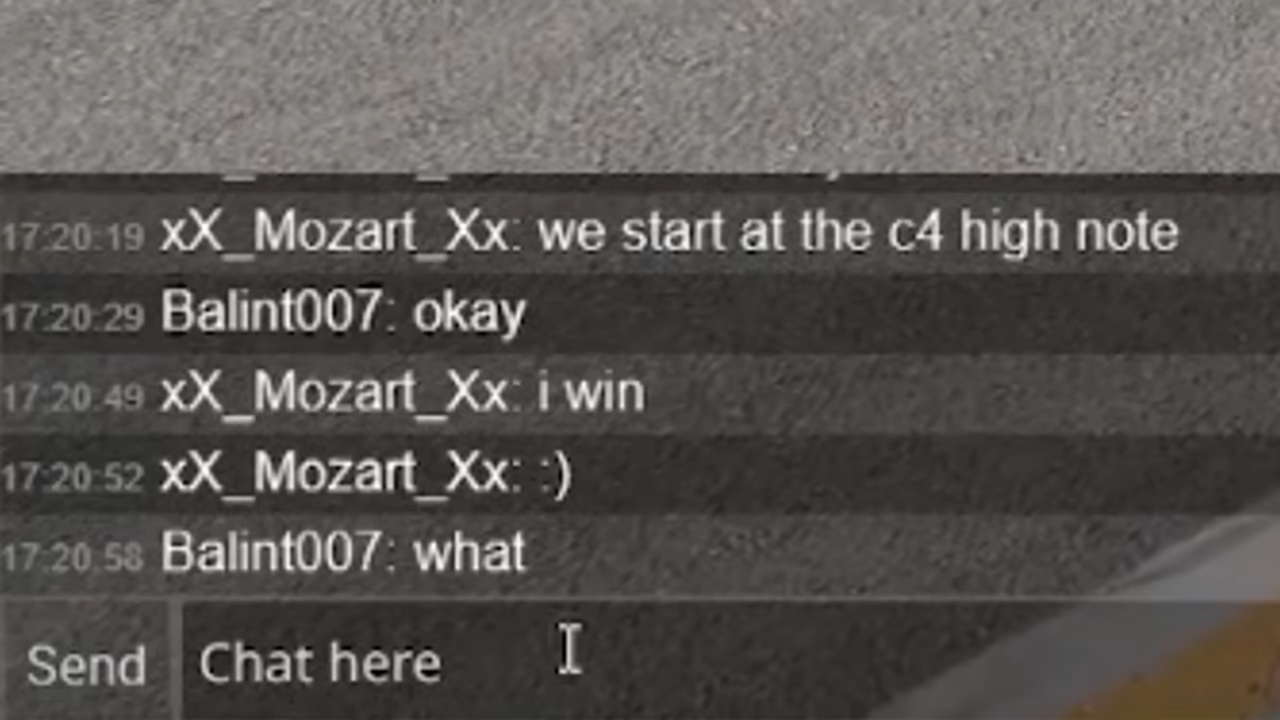 17:20:19 xX_Mozart_Xx: we start at the c4 high note
17:20:29 Balint007: okay
17:20:49 xX_Mozart_Xx: i win
17:20:52 xX_Mozart_Xx: :)
17:20:58 Balint007: what
Send Chat here